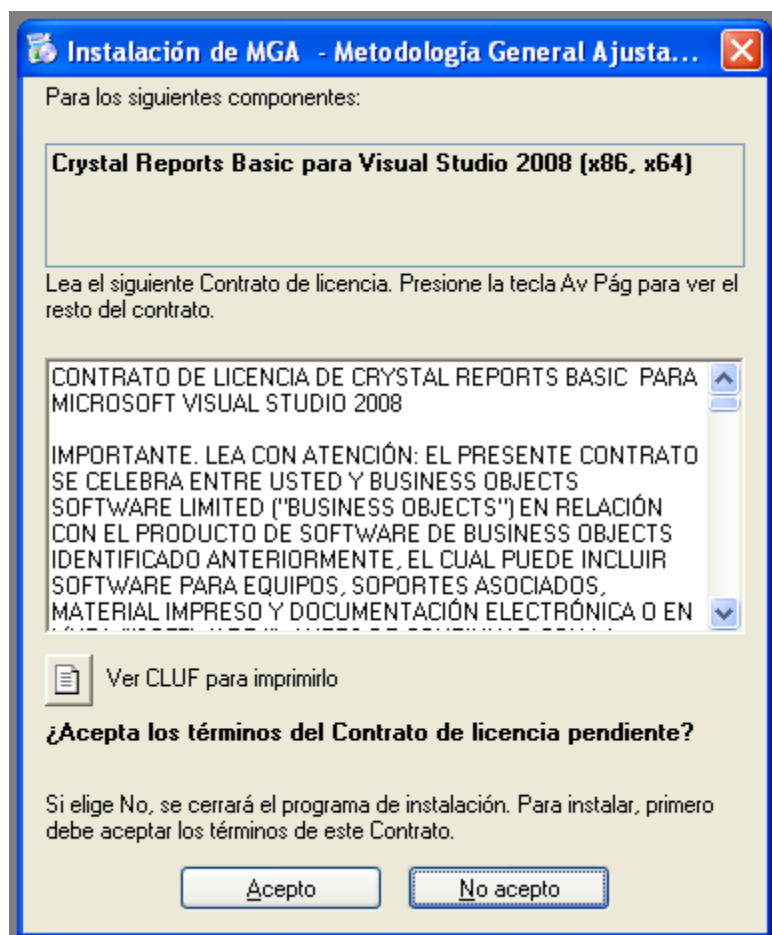 Instalación de MGA - Metodología General Ajusta...
Para los siguientes componentes:
Crystal Reports Basic para Visual Studio 2008 (x86, x64)
Lea el siguiente Contrato de licencia. Presione la tecla Av Pág para ver el
resto del contrato.
CONTRATO DE LICENCIA DE CRYSTAL REPORTS BASIC PARA
MICROSOFT VISUAL STUDIO 2008
IMPORTANTE. LEA CON ATENCIÓN: EL PRESENTE CONTRATO
SE CELEBRA ENTRE USTED Y BUSINESS OBJECTS
SOFTWARE LIMITED ("BUSINESS OBJECTS") EN RELACIÓN
CON EL PRODUCTO DE SOFTWARE DE BUSINESS OBJECTS
IDENTIFICADO ANTERIORMENTE, EL CUAL PUEDE INCLUIR
SOFTWARE PARA EQUIPOS, SOPORTES ASOCIADOS,
MATERIAL IMPRESO Y DOCUMENTACIÓN ELECTRÓNICA O EN
Ver CLUF para imprimirlo
¿Acepta los términos del Contrato de licencia pendiente?
Si elige No, se cerrará el programa de instalación. Para instalar, primero
debe aceptar los términos de este Contrato.
Acepto
No acepto